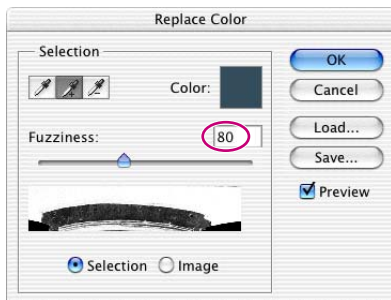 Replace Color
Selection
Color:
Fuzziness: 80
Selection Image
OK
Cancel
Load...
Save...
Preview